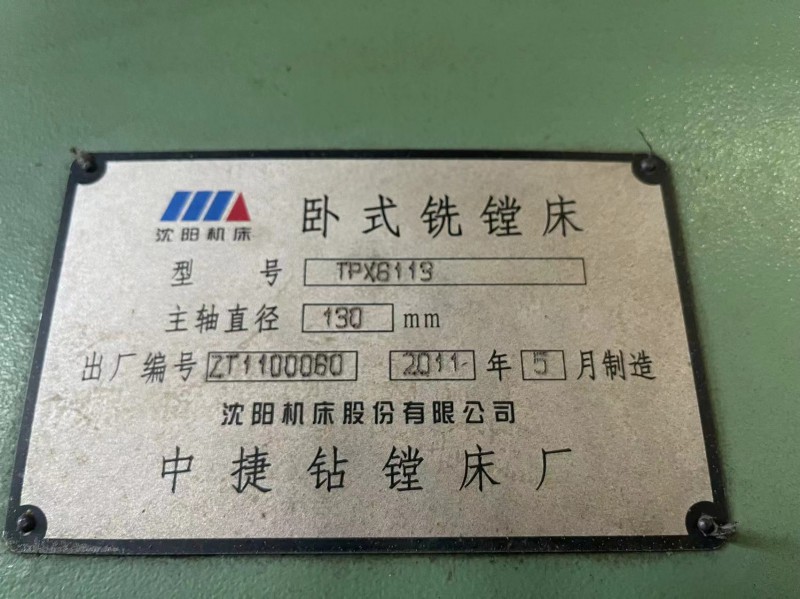 沈阳机床
卧式铣镗床
型 号 TPX6113
主轴直径 130 mm
出厂编号 ZT1100060 2011 年 5 月制造
沈阳机床股份有限公司
中捷钻镗床厂